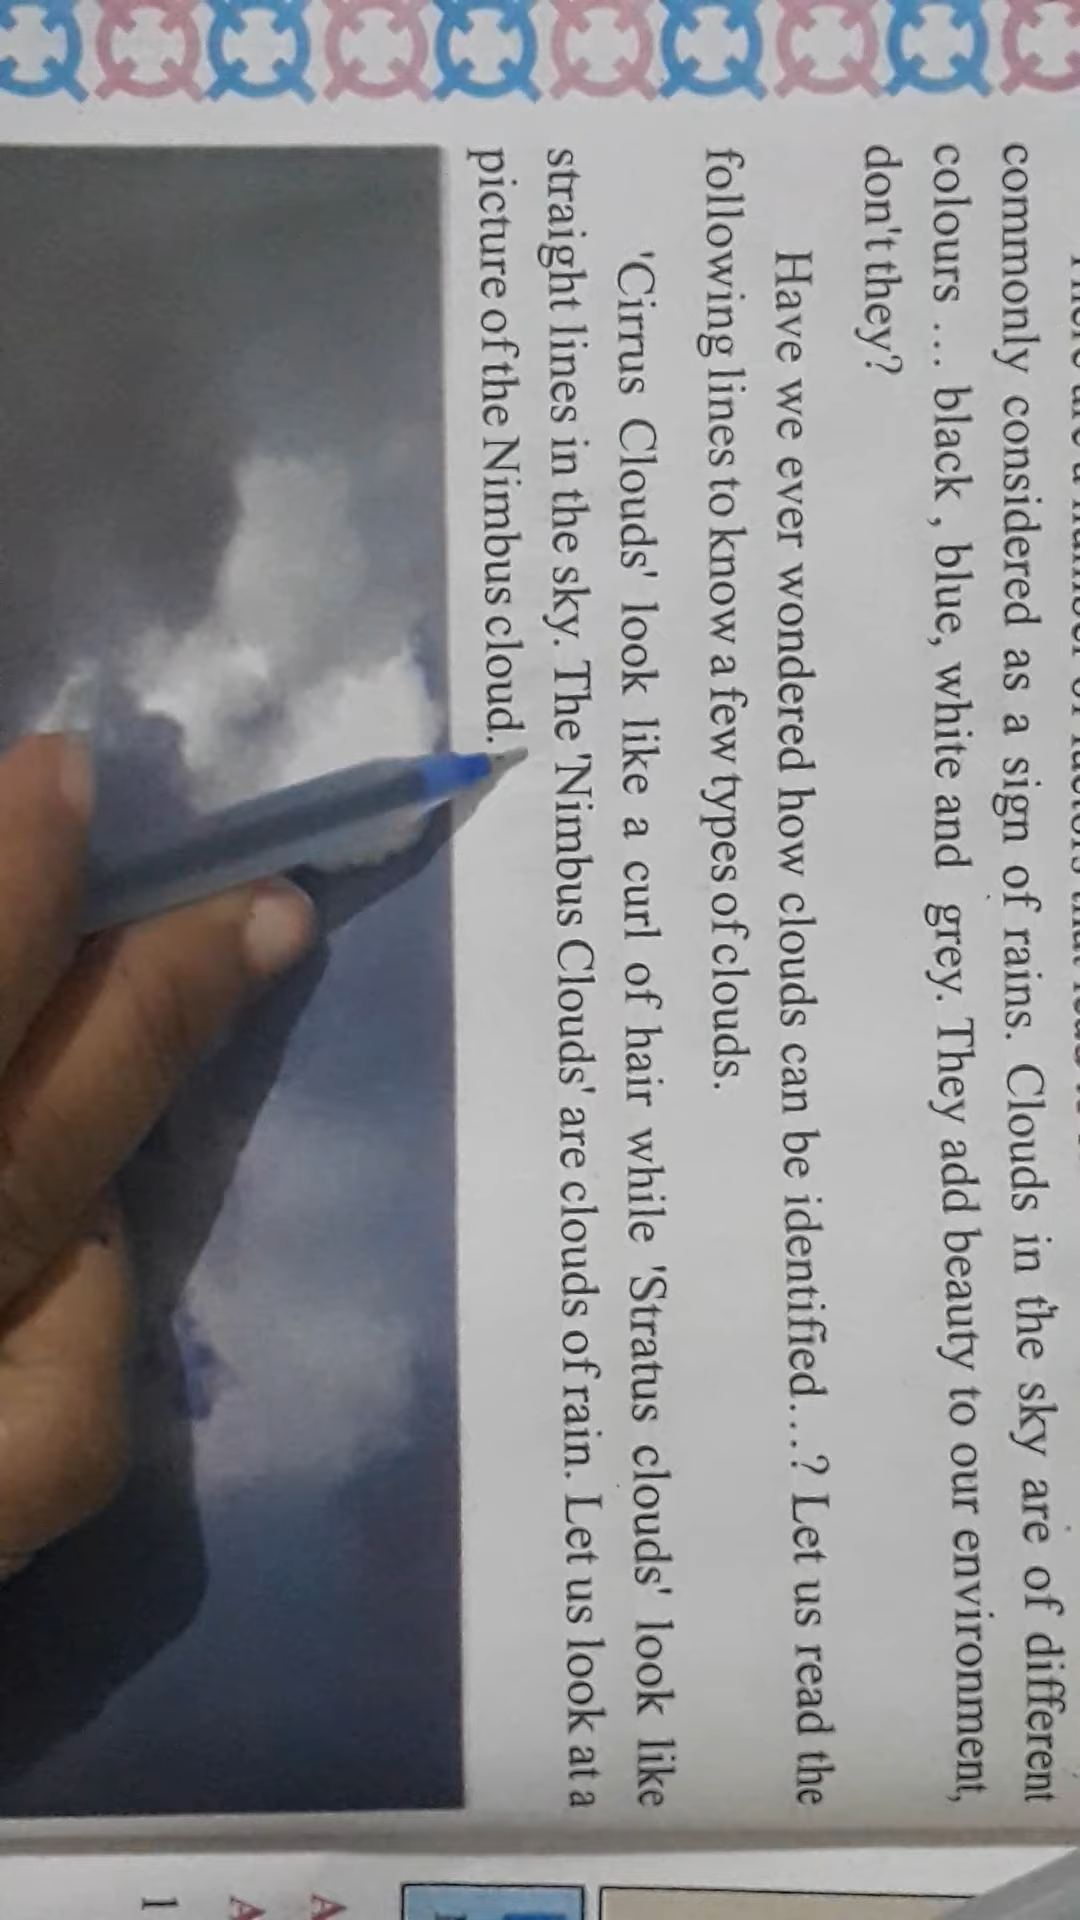 commonly considered as a sign of rains. Clouds in the sky are of different
colours ... black , blue, white and grey. They add beauty to our environment,
don't they?
Have we ever wondered how clouds can be identified...? Let us read the
following lines to know a few types of clouds.
'Cirrus Clouds' look like a curl of hair while 'Stratus clouds' look like
straight lines in the sky. The 'Nimbus Clouds' are clouds of rain. Let us look at a
picture of the Nimbus cloud.
A
A
1